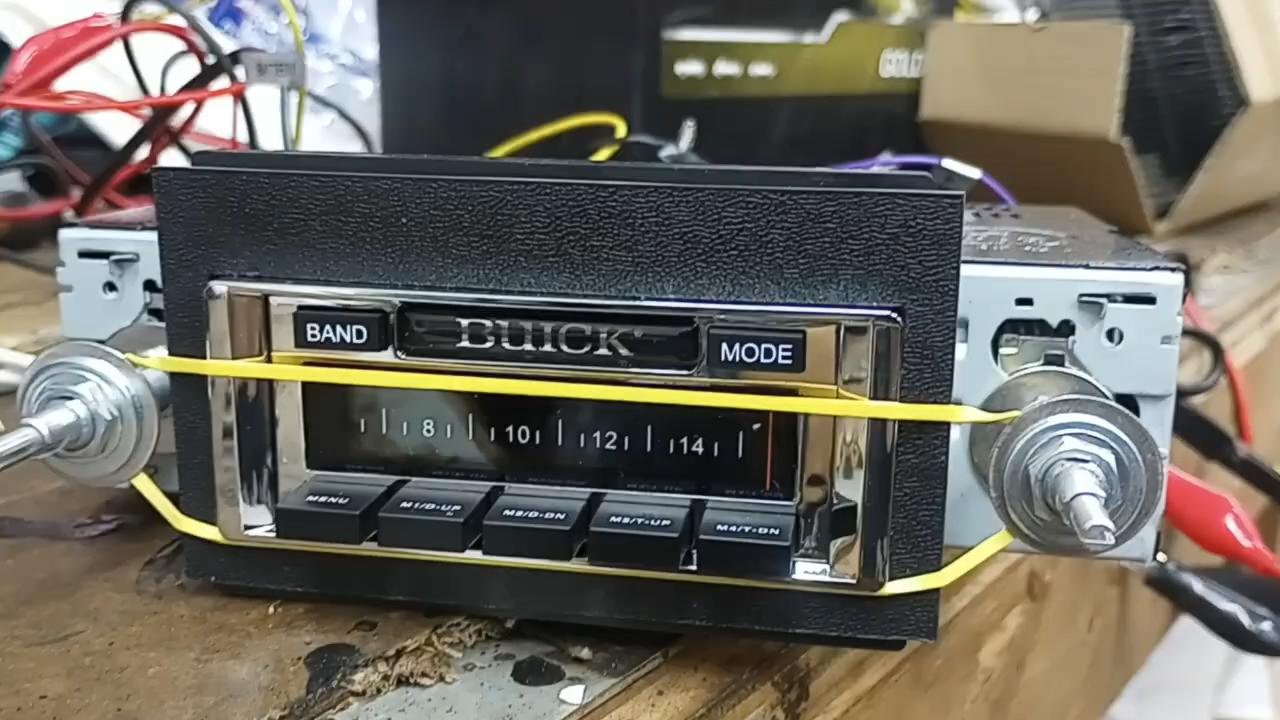 BAND
BUICK
MODE
8 10 12 14
MENU
M1/D-UP
M2/D-DN
M3/T-UP
M4/T-DN